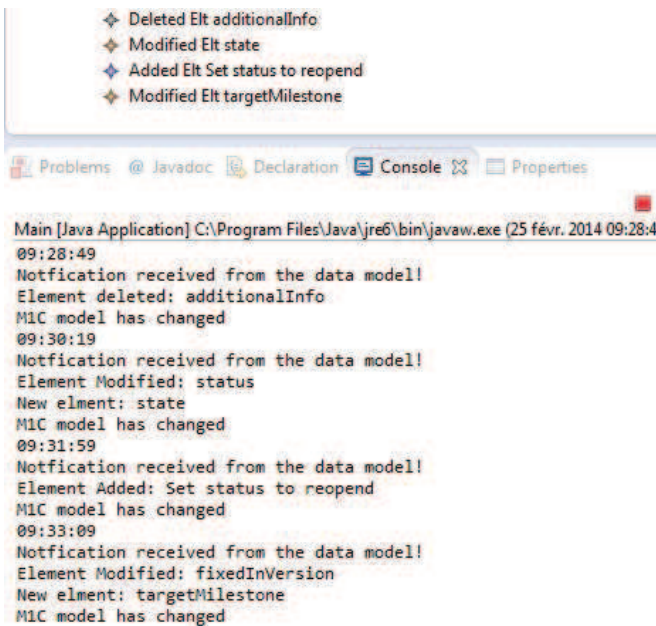 Deleted Elt additionalInfo
Modified Elt state
Added Elt Set status to reopend
Modified Elt targetMilestone
Problems @ Javadoc Declaration Console Properties
Main [Java Application] C:\Program Files\Java\jre6\bin\javaw.exe (25 févr. 2014 09:28:4
09:28:49
Notfication received from the data model!
Element deleted: additionalInfo
M1C model has changed
09:30:19
Notfication received from the data model!
Element Modified: status
New elment: state
M1C model has changed
09:31:59
Notfication received from the data model!
Element Added: Set status to reopend
M1C model has changed
09:33:09
Notfication received from the data model!
Element Modified: fixedInVersion
New elment: targetMilestone
M1C model has changed